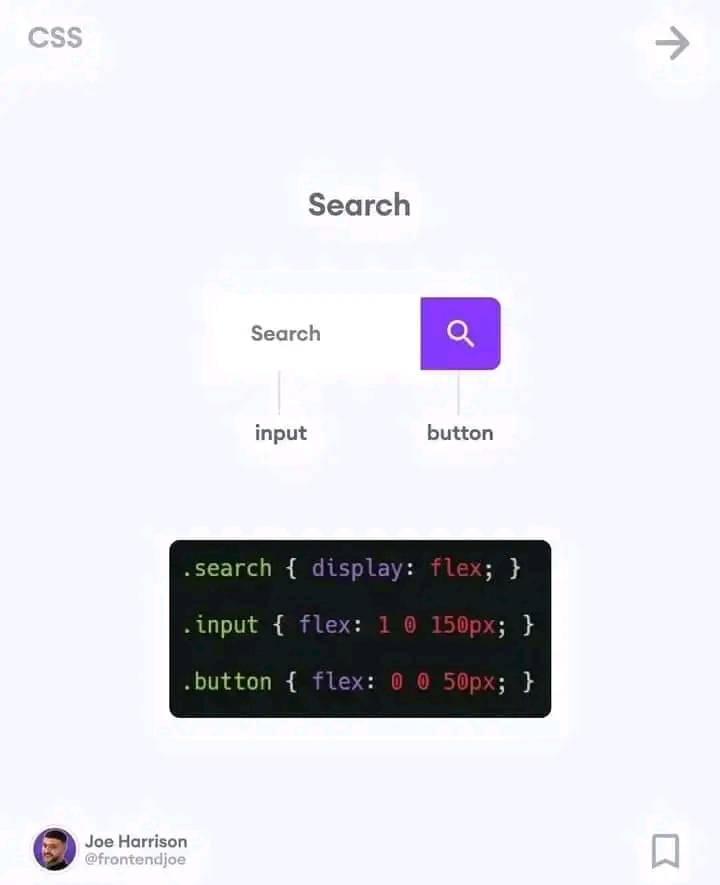 CSS
Search
Search
input
button
.search { display: flex; }
.input { flex: 1 0 150px; }
.button { flex: 0 0 50px; }
Joe Harrison
@frontendjoe